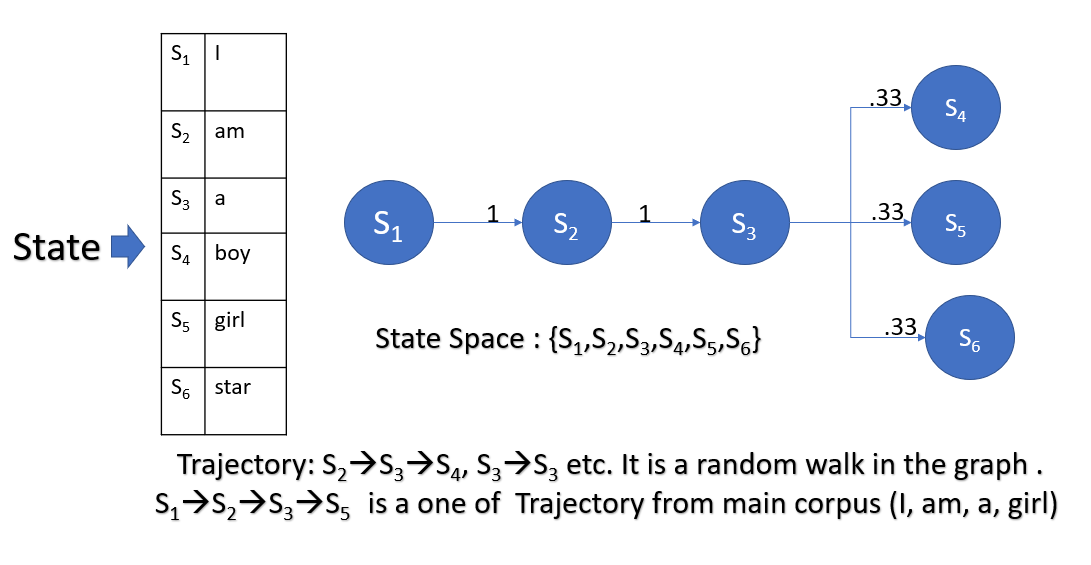 State
S1 I
S2 am
S3 a
S4 boy
S5 girl
S6 star
S1 1 S2 1 S3
.33 S4
.33 S5
.33 S6
State Space : {S1,S2,S3,S4,S5,S6}
Trajectory: S2→S3→S4, S3→S3 etc. It is a random walk in the graph .
S1→S2→S3→S5 is a one of Trajectory from main corpus (I, am, a, girl)